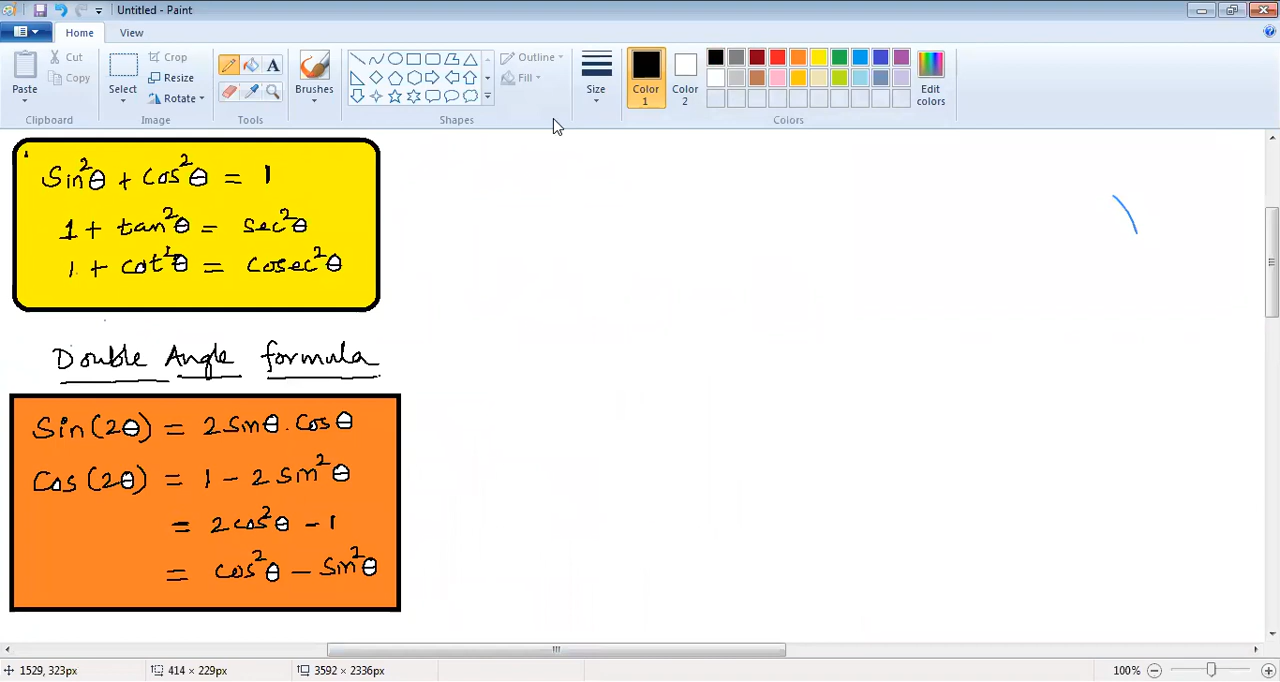 Untitled - Paint
Home
View
Paste
Cut
Copy
Clipboard
Select
Crop
Resize
Rotate
Image
A
Tools
Brushes
Shapes
Outline
Fill
Size
Color 1
Color 2
Edit colors
Colors
Sin²θ + Cos²θ = 1
1 + tan²θ = sec²θ
1 + cot²θ = cosec²θ
Double Angle formula
Sin(2θ) = 2Sinθ.Cosθ
Cos(2θ) = 1 - 2Sin²θ
= 2cos²θ - 1
= cos²θ - Sin²θ
1529, 323px
414 × 229px
3592 × 2336px
100%